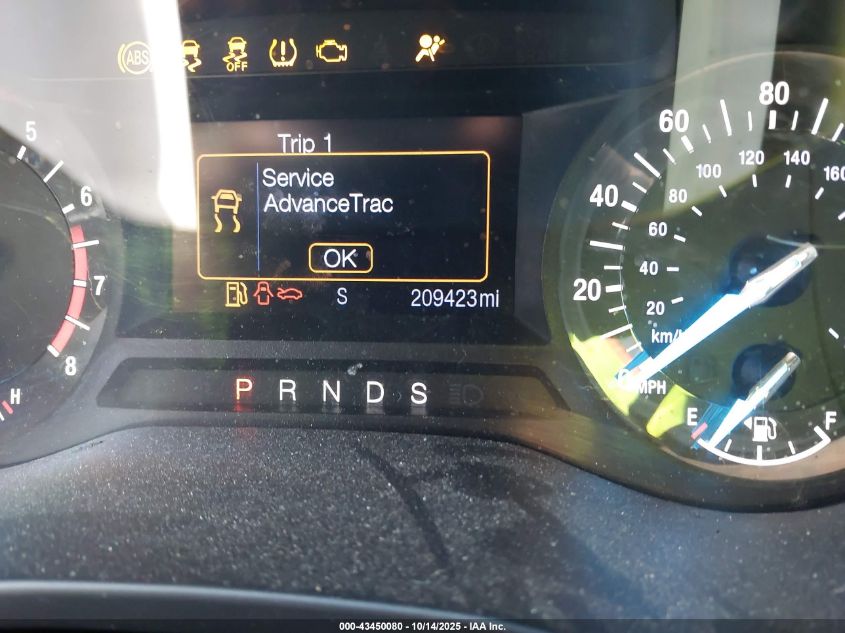 ABS OFF
5
6
7
8
H
Trip 1
Service
AdvanceTrac
OK
S 209423mi
P R N D S
20 40 60 80
20 40 60 80 100 120 140 160
km/h
0
MPH
E F
000-43450080 - 10/14/2025 - IAA Inc.